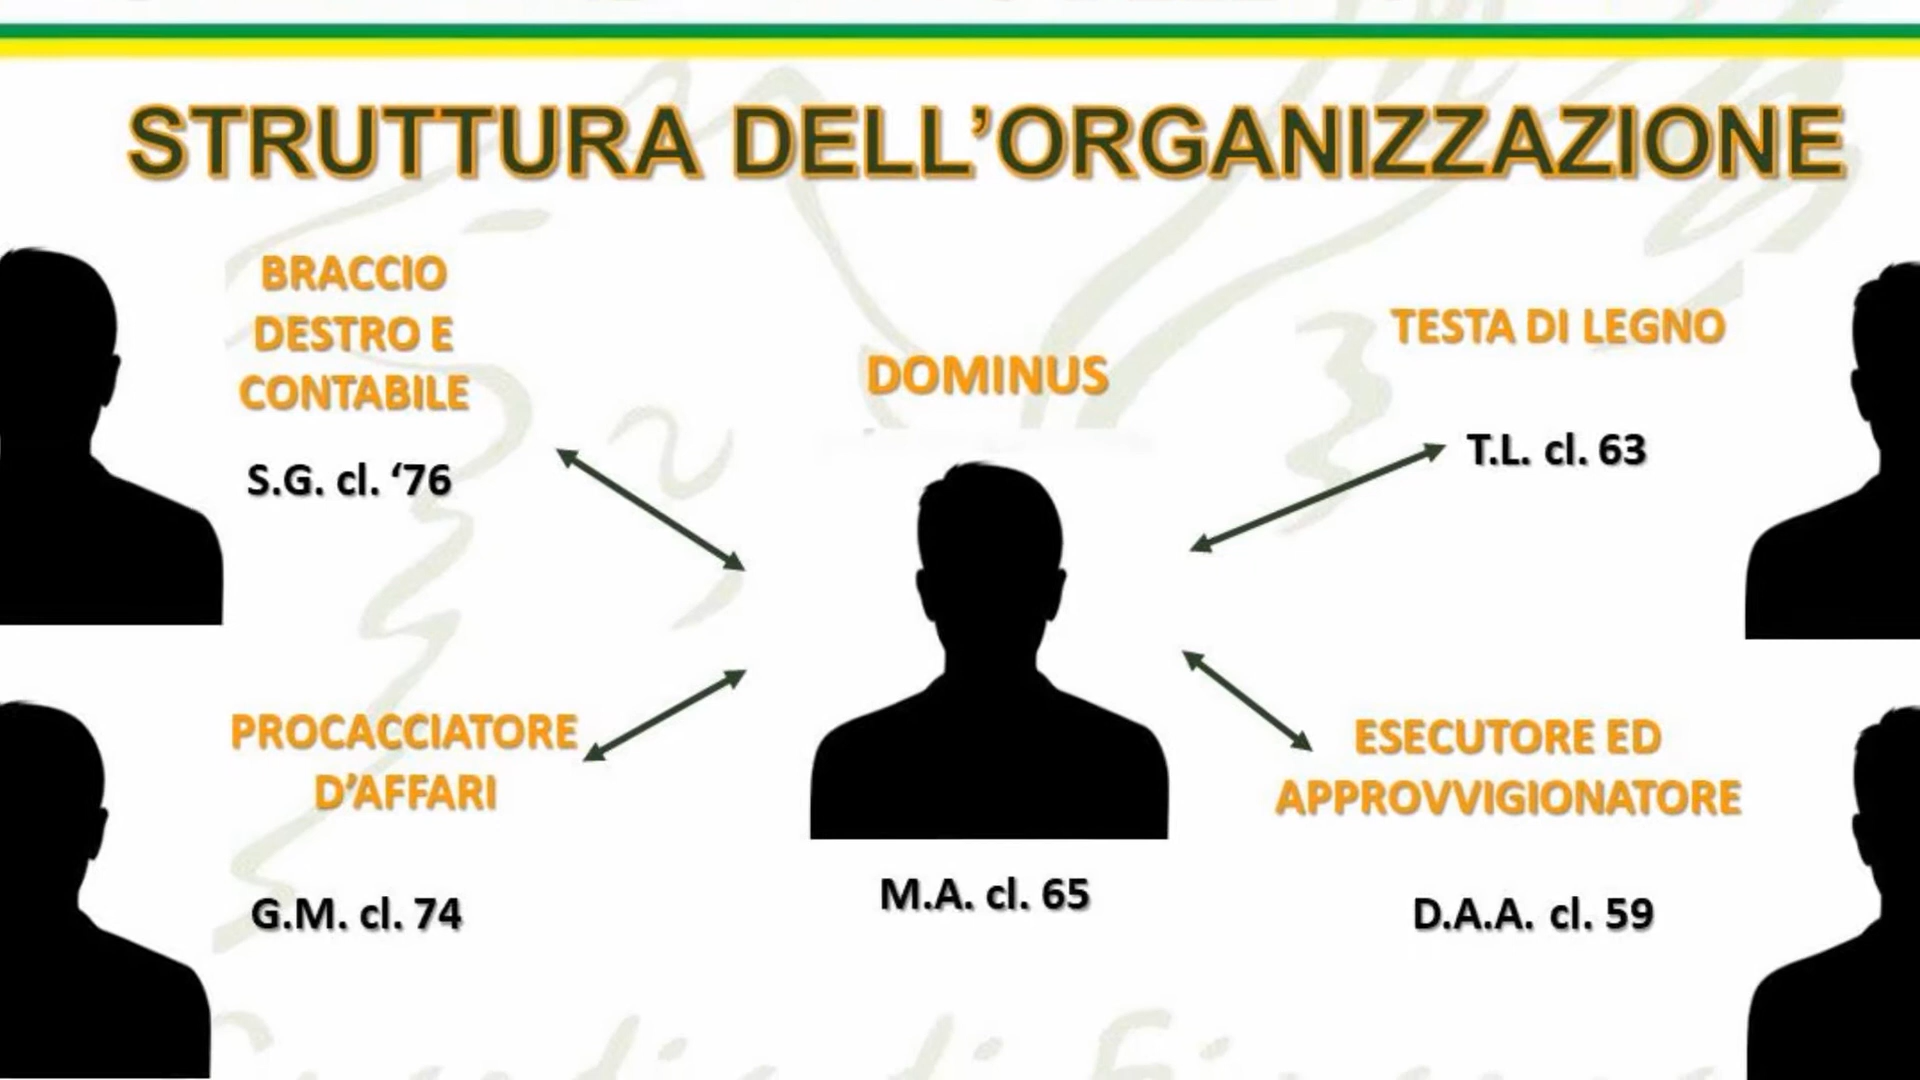 STRUTTURA DELL'ORGANIZZAZIONE
BRACCIO
DESTRO E
CONTABILE
S.G. cl. ‘76
DOMINUS
TESTA DI LEGNO
T.L. cl. 63
PROCACCIATORE
D’AFFARI
G.M. cl. 74
M.A. cl. 65
ESECUTORE ED
APPROVVIGIONATORE
D.A.A. cl. 59